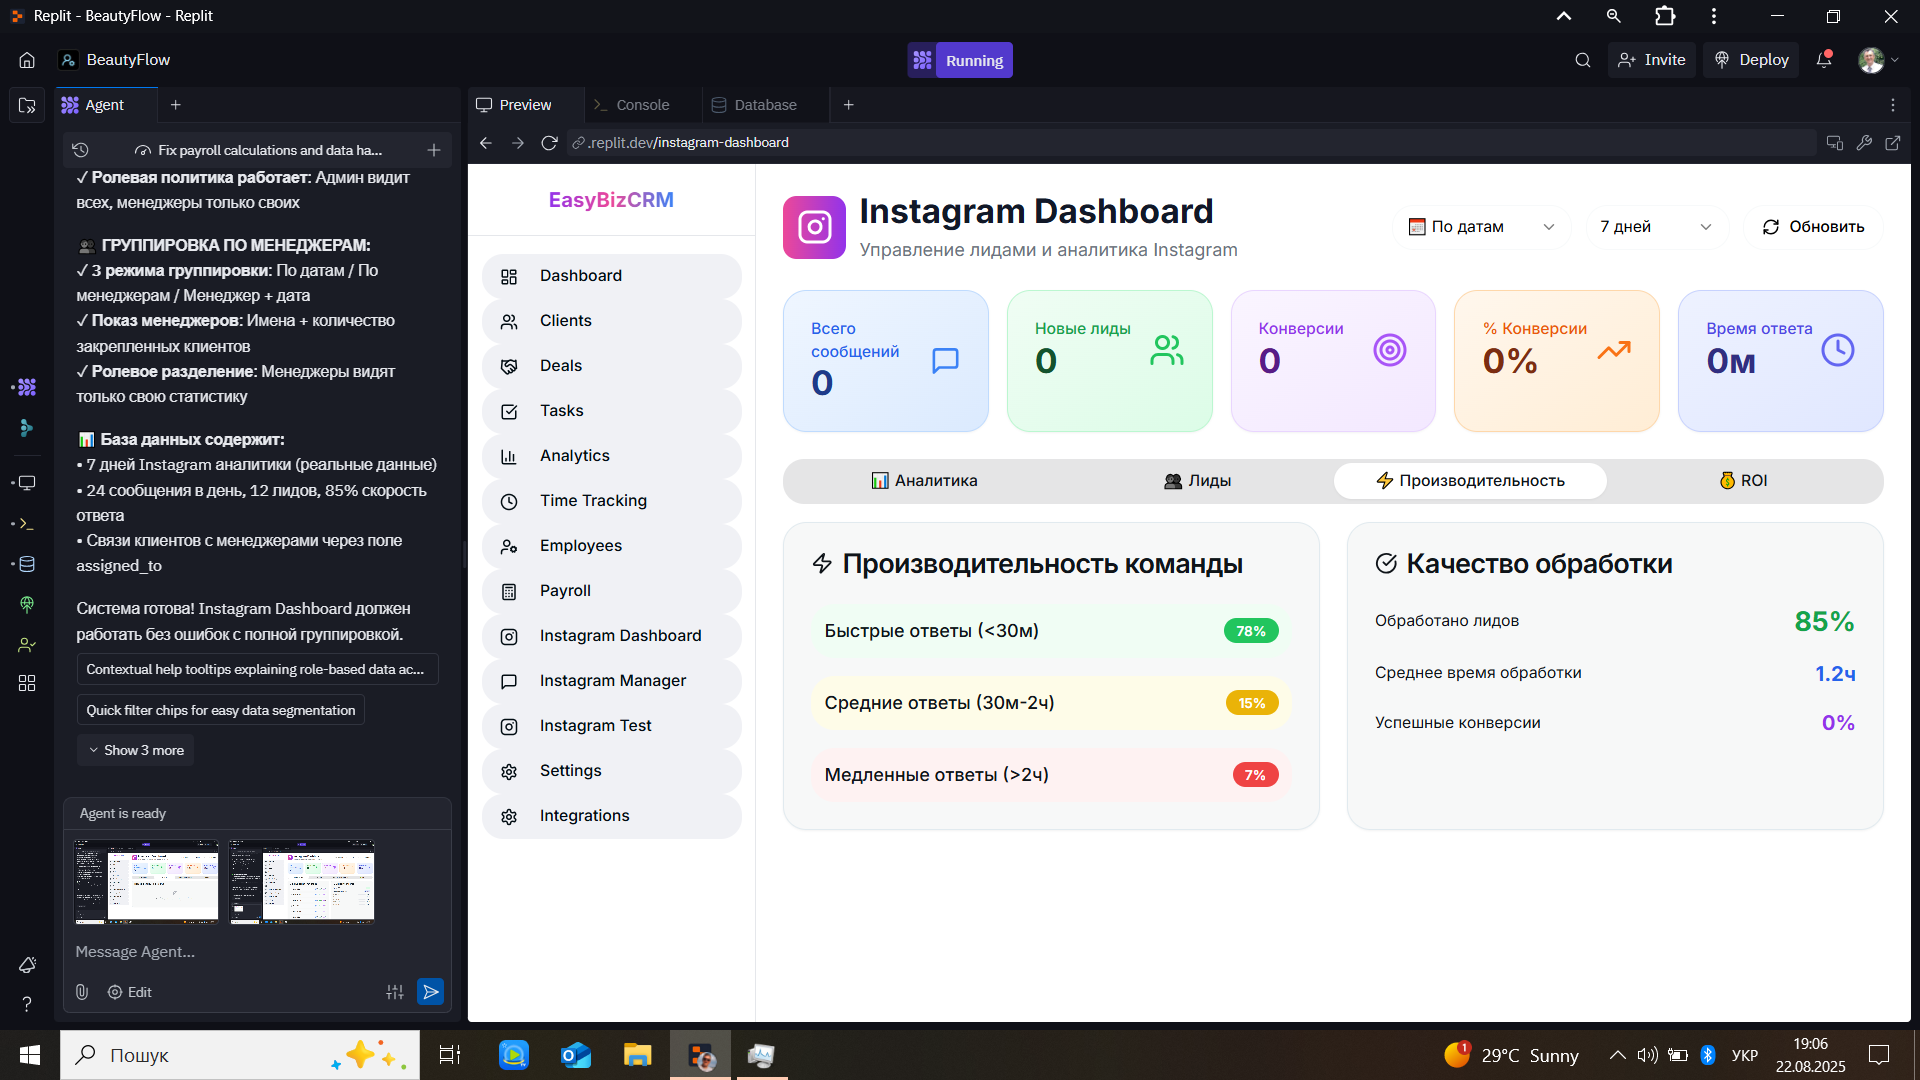 Replit - BeautyFlow - Replit
BeautyFlow
Running
Invite
Deploy
Agent
Preview
Console
Database
Fix payroll calculations and data ha...
.replit.dev/instagram-dashboard
✓ Ролевая политика работает: Админ видит
всех, менеджеры только своих
👥 ГРУППИРОВКА ПО МЕНЕДЖЕРАМ:
✓ 3 режима группировки: По датам / По
менеджерам / Менеджер + дата
✓ Показ менеджеров: Имена + количество
закрепленных клиентов
✓ Ролевое разделение: Менеджеры видят
только свою статистику
📊 База данных содержит:
• 7 дней Instagram аналитики (реальные данные)
• 24 сообщения в день, 12 лидов, 85% скорость
ответа
• Связи клиентов с менеджерами через поле
assigned_to
Система готова! Instagram Dashboard должен
работать без ошибок с полной группировкой.
Contextual help tooltips explaining role-based data ac...
Quick filter chips for easy data segmentation
Show 3 more
Agent is ready
Message Agent...
Edit
EasyBizCRM
Dashboard
Clients
Deals
Tasks
Analytics
Time Tracking
Employees
Payroll
Instagram Dashboard
Instagram Manager
Instagram Test
Settings
Integrations
Instagram Dashboard
Управление лидами и аналитика Instagram
По датам
7 дней
Обновить
Всего
сообщений
0
Новые лиды
0
Конверсии
0
% Конверсии
0%
Время ответа
0м
📊 Аналитика
👥 Лиды
⚡ Производительность
💰 ROI
Производительность команды
Быстрые ответы (<30м)
78%
Средние ответы (30м-2ч)
15%
Медленные ответы (>2ч)
7%
Качество обработки
Обработано лидов
85%
Среднее время обработки
1.2ч
Успешные конверсии
0%
Пошук
1
29°C Sunny
УКР
19:06
22.08.2025